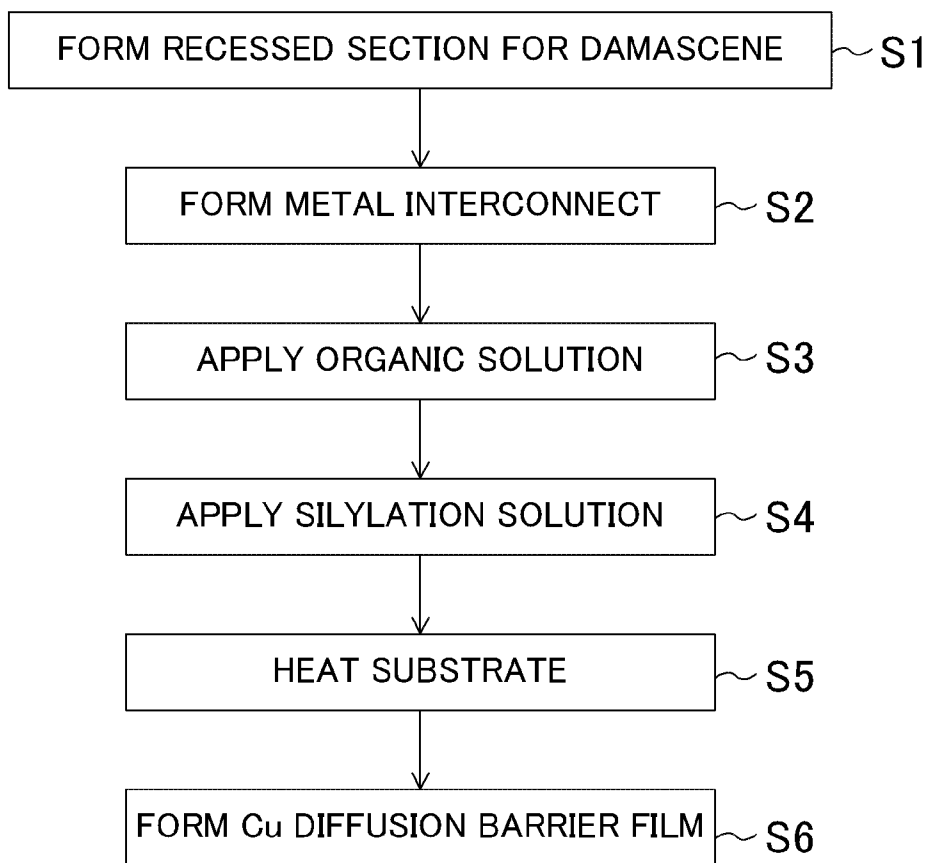 FORM RECESSED SECTION FOR DAMASCENE S1
FORM METAL INTERCONNECT S2
APPLY ORGANIC SOLUTION S3
APPLY SILYLATION SOLUTION S4
HEAT SUBSTRATE S5
FORM Cu DIFFUSION BARRIER FILM S6